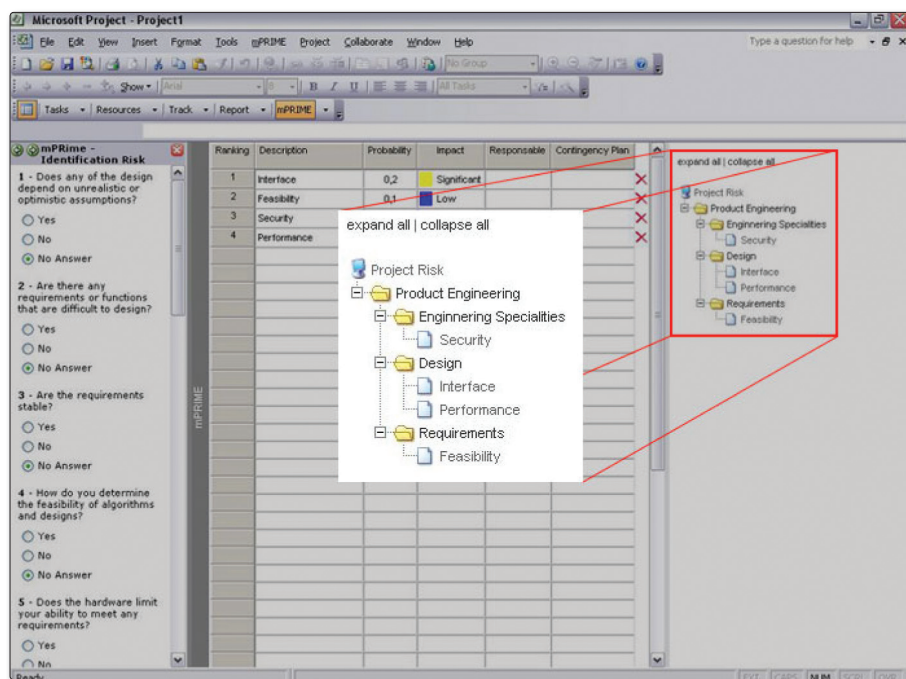 Microsoft Project - Project1
File Edit View Insert Format Tools mPRIME Project Collaborate Window Help
Type a question for help
No Group
Show
Arial
8
B I U
All Tasks
Tasks Resources Track Report mPRIME
mPRime -
Identification Risk
1 - Does any of the design
depend on unrealistic or
optimistic assumptions?
Yes
No
No Answer
2 - Are there any
requirements or functions
that are difficult to design?
Yes
No
No Answer
3 - Are the requirements
stable?
Yes
No
No Answer
4 - How do you determine
the feasibility of algorithms
and designs?
Yes
No
No Answer
5 - Does the hardware limit
your ability to meet any
requirements?
Yes
No
mPRIME
Ranking Description Probability Impact Responsable Contingency Plan
1 Interface 0,2 Significant
2 Feasibility 0,1 Low
3 Security
4 Performance
expand all | collapse all
Project Risk
Product Engineering
Enginnering Specialities
Security
Design
Interface
Performance
Requirements
Feasibility
expand all | collapse all
Project Risk
Product Engineering
Enginnering Specialities
Security
Design
Interface
Performance
Requirements
Feasibility
Ready
EXT CAPS NUM SCRL OVR